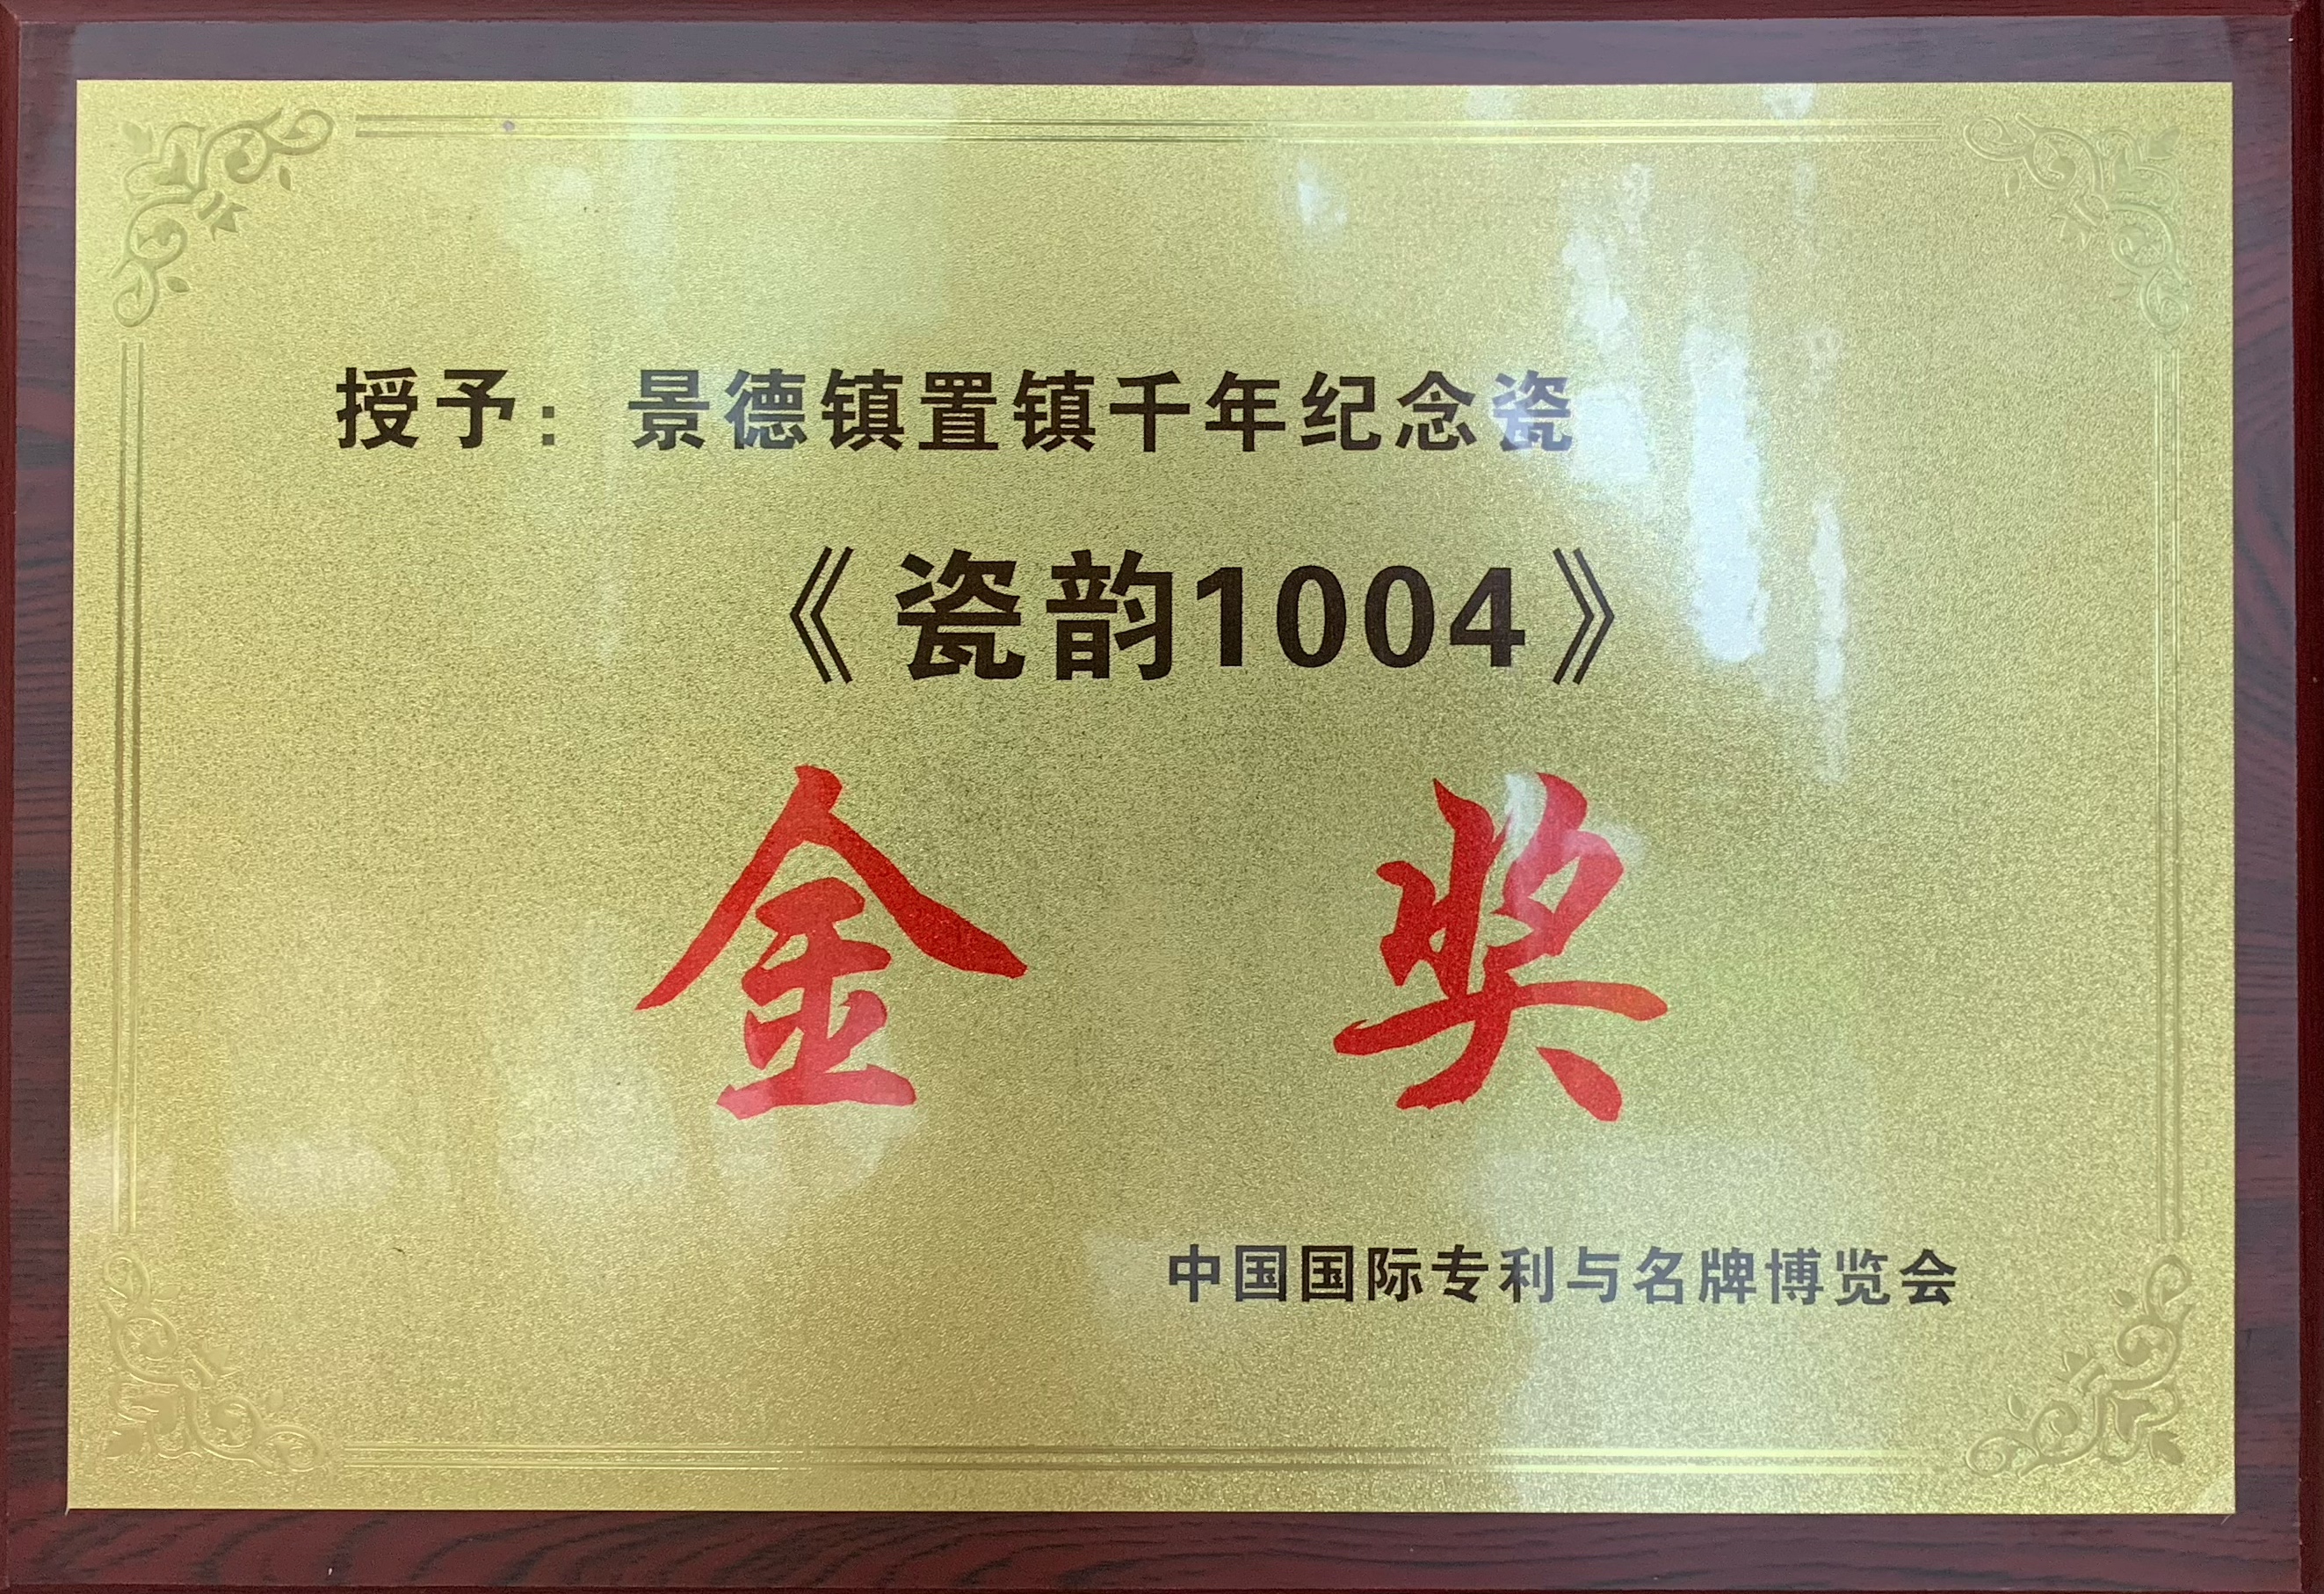 授予：景德镇置镇千年纪念瓷
《瓷韵1004》
金奖
中国国际专利与名牌博览会